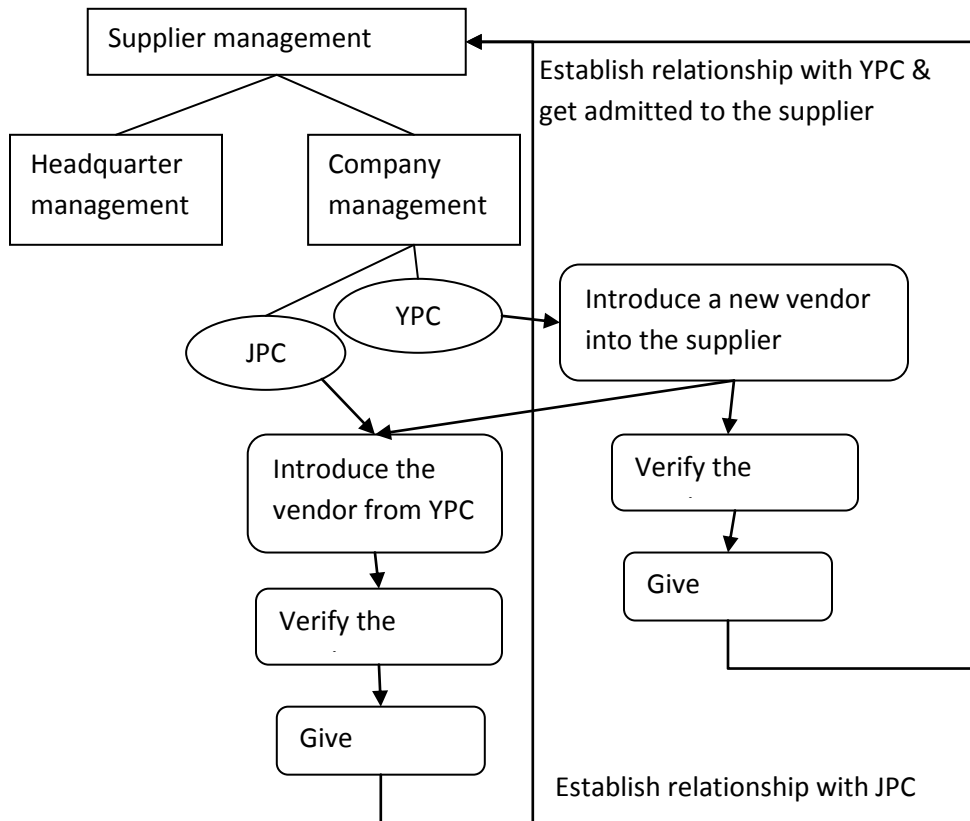 Supplier management
Establish relationship with YPC &
get admitted to the supplier
Headquarter
management
Company
management
YPC
JPC
Introduce a new vendor
into the supplier
Introduce the
vendor from YPC
Verify the
Give
Verify the
Give
Establish relationship with JPC